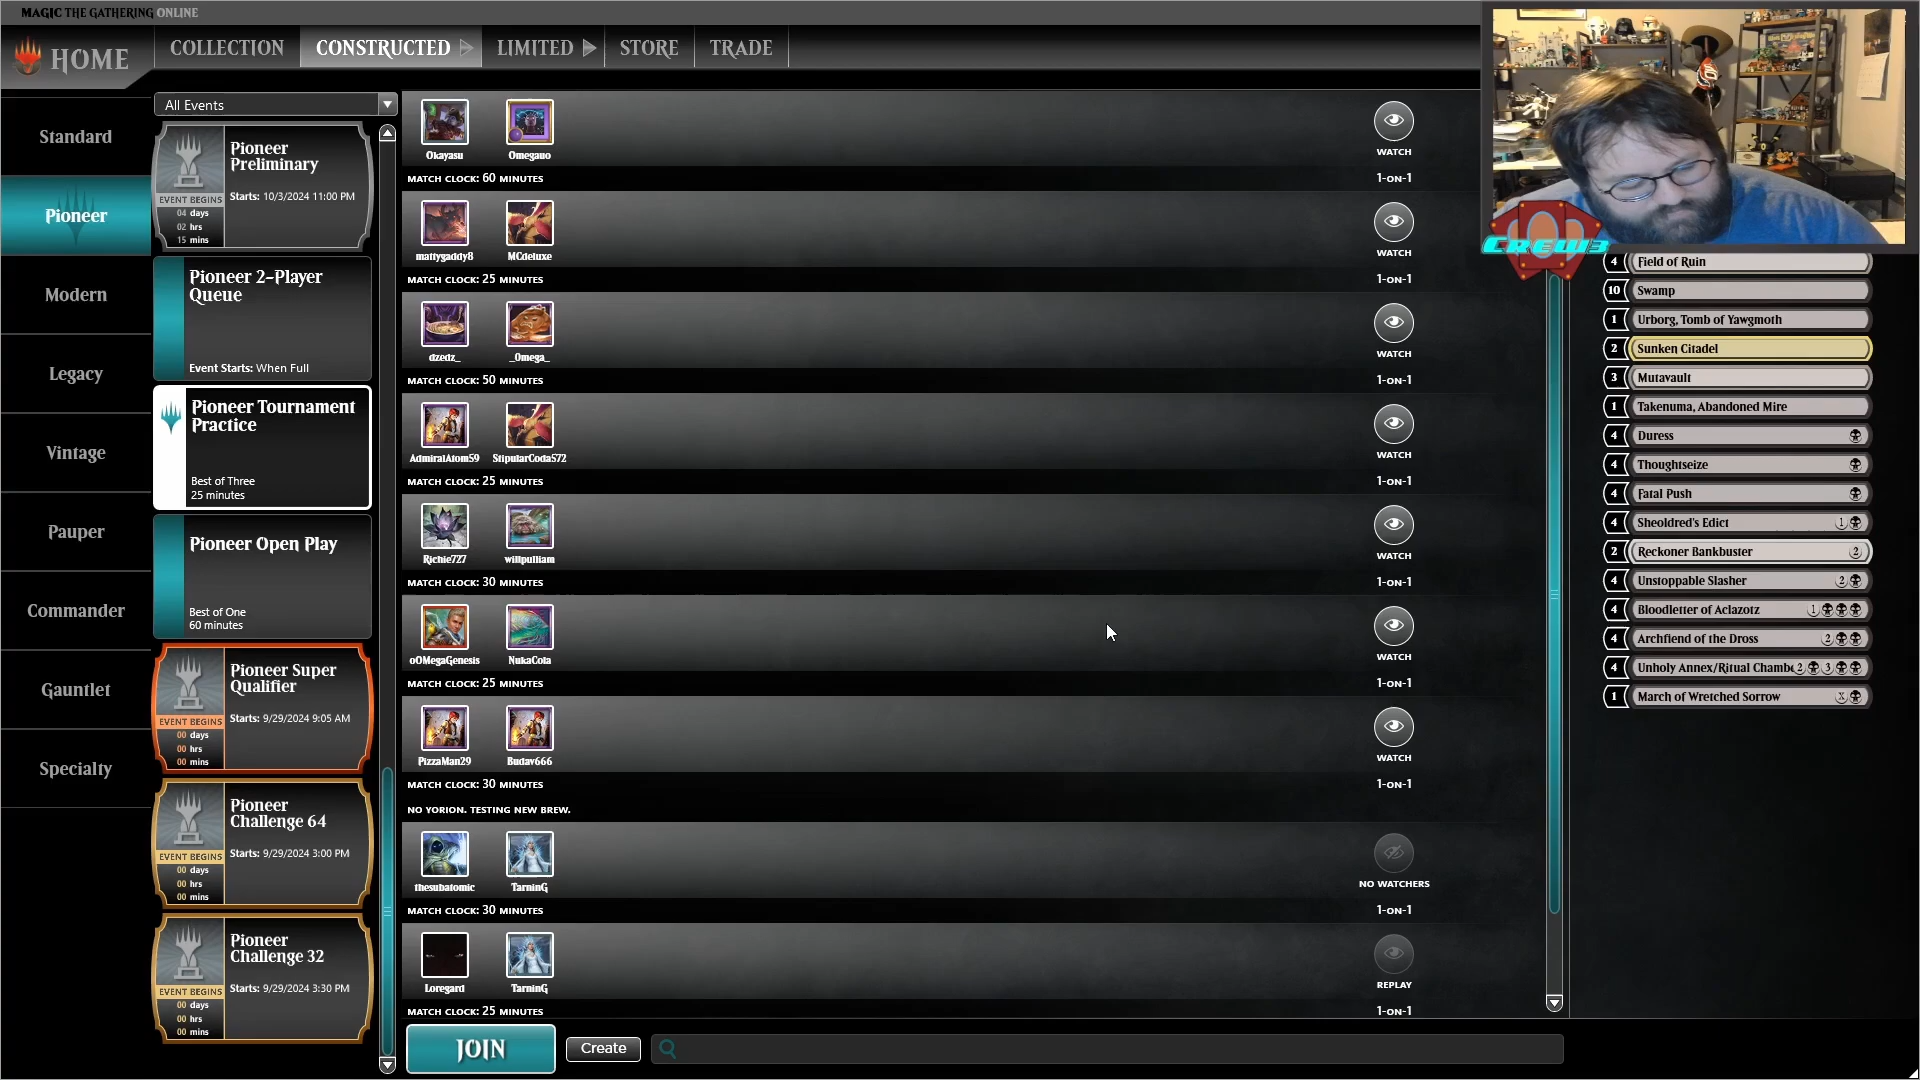 MAGIC THE GATHERING ONLINE
HOME
COLLECTION
CONSTRUCTED
LIMITED
STORE
TRADE
Standard
Pioneer
Modern
Legacy
Vintage
Pauper
Commander
Gauntlet
Specialty
All Events
Pioneer
Preliminary
Starts: 10/3/2024 11:00 PM
EVENT BEGINS
04 days
02 hrs
15 mins
Pioneer 2-Player
Queue
Event Starts: When Full
Pioneer Tournament
Practice
Best of Three
25 minutes
Pioneer Open Play
Best of One
60 minutes
Pioneer Super
Qualifier
Starts: 9/29/2024 9:05 AM
EVENT BEGINS
00 days
00 hrs
00 mins
Pioneer
Challenge 64
Starts: 9/29/2024 3:00 PM
EVENT BEGINS
00 days
00 hrs
00 mins
Pioneer
Challenge 32
Starts: 9/29/2024 3:30 PM
EVENT BEGINS
00 days
00 hrs
00 mins
Okayasu Omegauo WATCH
MATCH CLOCK: 60 MINUTES 1-ON-1
mattygaddy8 MCdeluxe WATCH
MATCH CLOCK: 25 MINUTES 1-ON-1
dzedz_ _Omega_ WATCH
MATCH CLOCK: 50 MINUTES 1-ON-1
AdmiralAtom59 StipularCoda572 WATCH
MATCH CLOCK: 25 MINUTES 1-ON-1
Richie727 willpulliam WATCH
MATCH CLOCK: 30 MINUTES 1-ON-1
oOMegaGenesis NukaCola WATCH
MATCH CLOCK: 25 MINUTES 1-ON-1
PizzaMan29 Budav666 WATCH
MATCH CLOCK: 30 MINUTES 1-ON-1
NO YORION. TESTING NEW BREW.
thesubatomic TarninG NO WATCHERS
MATCH CLOCK: 30 MINUTES 1-ON-1
Loregard TarninG REPLAY
MATCH CLOCK: 25 MINUTES 1-ON-1
JOIN
Create
CREW3
4 Field of Ruin
10 Swamp
1 Urborg, Tomb of Yawgmoth
2 Sunken Citadel
3 Mutavault
1 Takenuma, Abandoned Mire
4 Duress
4 Thoughtseize
4 Fatal Push
4 Sheoldred's Edict 1
2 Reckoner Bankbuster 2
4 Unstoppable Slasher 2
4 Bloodletter of Aclazotz 1
4 Archfiend of the Dross 2
4 Unholy Annex/Ritual Chambe 2 3
1 March of Wretched Sorrow X